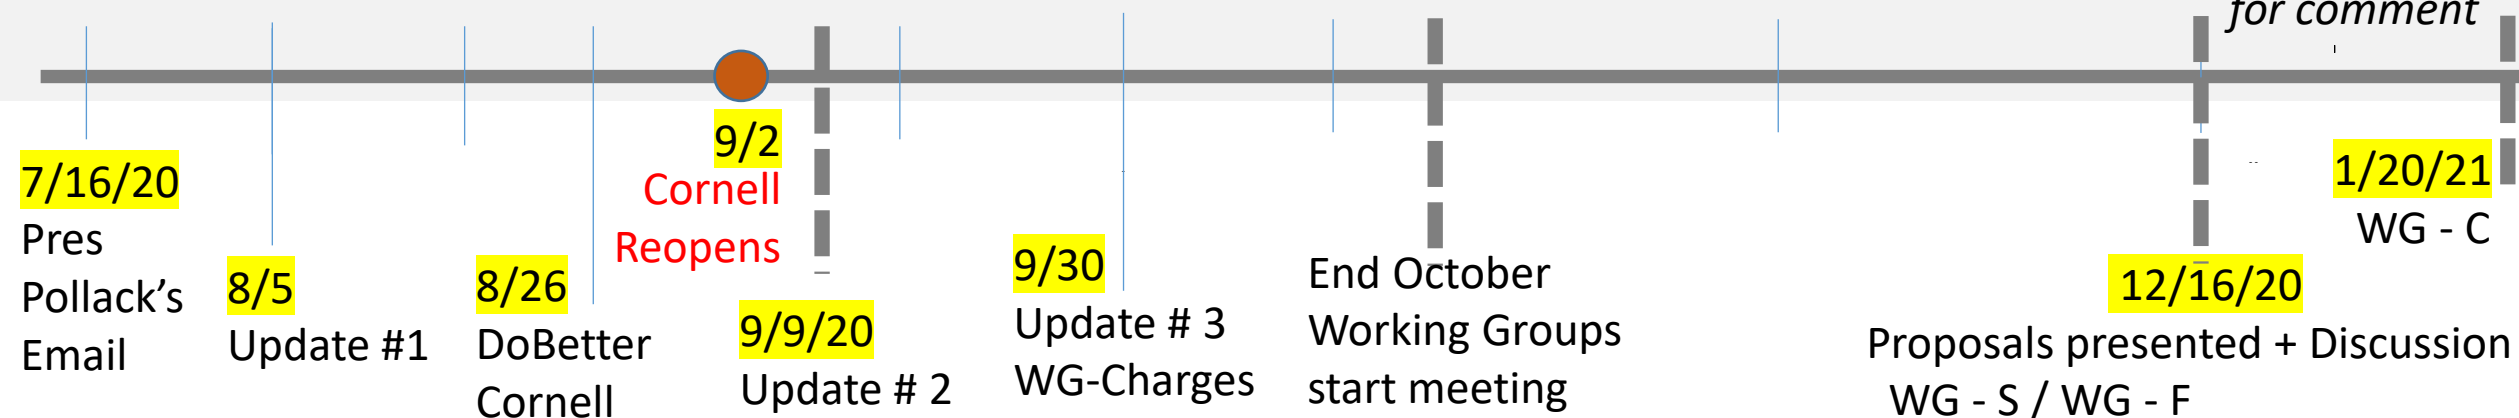 for comment
7/16/20
Pres
Pollack’s
Email
8/5
Update #1
8/26
DoBetter
Cornell
9/2
Cornell
Reopens
9/9/20
Update # 2
9/30
Update # 3
WG-Charges
End October
Working Groups
start meeting
12/16/20
Proposals presented + Discussion
WG - S / WG - F
1/20/21
WG - C